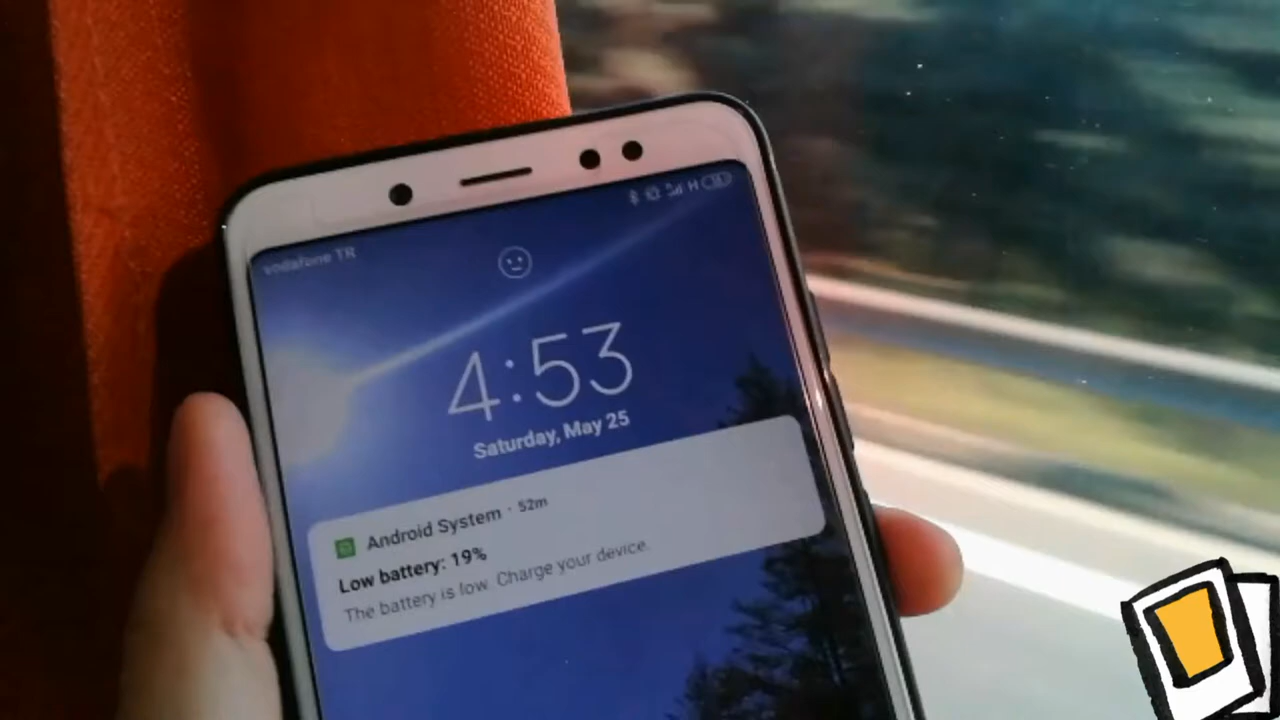 vodafone TR
H
4:53
Saturday, May 25
Android System · 52m
Low battery: 19%
The battery is low. Charge your device.